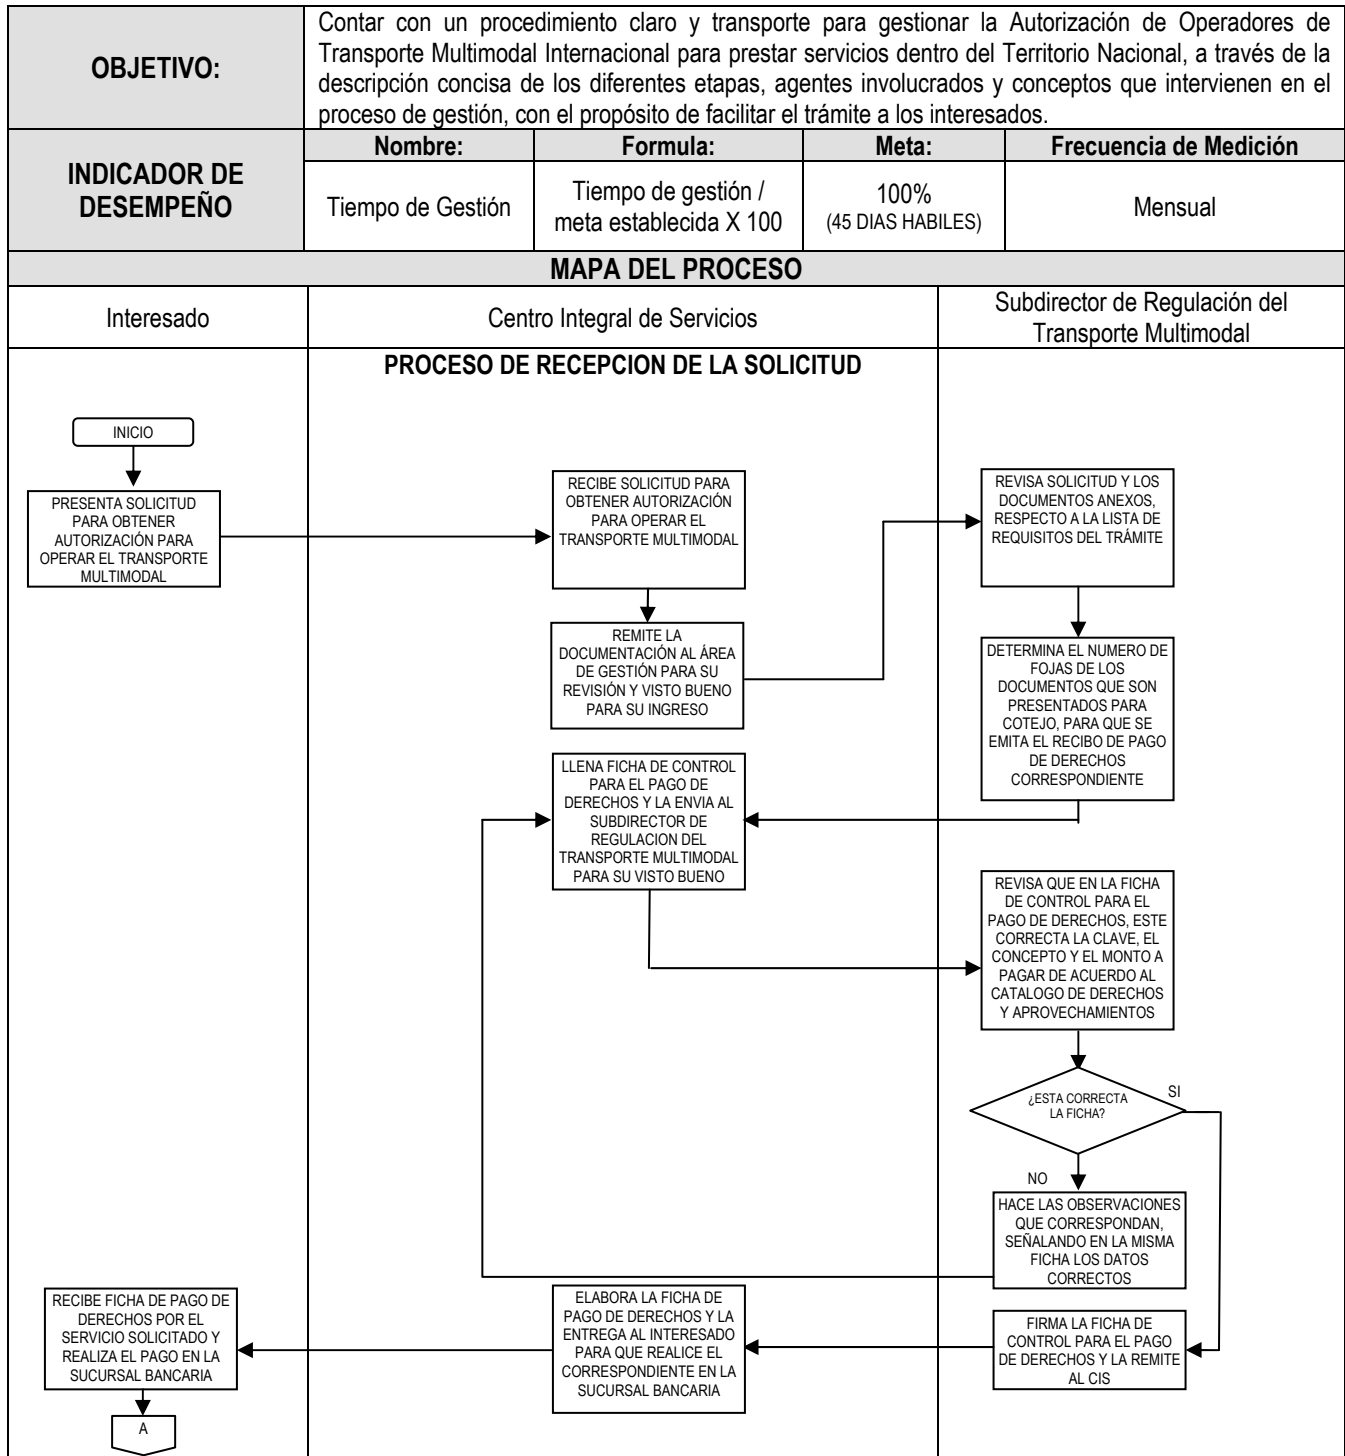 OBJETIVO:
Contar con un procedimiento claro y transporte para gestionar la Autorización de Operadores de
Transporte Multimodal Internacional para prestar servicios dentro del Territorio Nacional, a través de la
descripción concisa de los diferentes etapas, agentes involucrados y conceptos que intervienen en el
proceso de gestión, con el propósito de facilitar el trámite a los interesados.
INDICADOR DE
DESEMPEÑO
Nombre:
Formula:
Meta:
Frecuencia de Medición
Tiempo de Gestión
Tiempo de gestión /
meta establecida X 100
100%
(45 DIAS HABILES)
Mensual
MAPA DEL PROCESO
Interesado
Centro Integral de Servicios
Subdirector de Regulación del
Transporte Multimodal
PROCESO DE RECEPCION DE LA SOLICITUD
INICIO
PRESENTA SOLICITUD
PARA OBTENER
AUTORIZACIÓN PARA
OPERAR EL TRANSPORTE
MULTIMODAL
RECIBE SOLICITUD PARA
OBTENER AUTORIZACIÓN
PARA OPERAR EL
TRANSPORTE MULTIMODAL
REVISA SOLICITUD Y LOS
DOCUMENTOS ANEXOS,
RESPECTO A LA LISTA DE
REQUISITOS DEL TRÁMITE
REMITE LA
DOCUMENTACIÓN AL ÁREA
DE GESTIÓN PARA SU
REVISIÓN Y VISTO BUENO
PARA SU INGRESO
DETERMINA EL NUMERO DE
FOJAS DE LOS
DOCUMENTOS QUE SON
PRESENTADOS PARA
COTEJO, PARA QUE SE
EMITA EL RECIBO DE PAGO
DE DERECHOS
CORRESPONDIENTE
LLENA FICHA DE CONTROL
PARA EL PAGO DE
DERECHOS Y LA ENVIA AL
SUBDIRECTOR DE
REGULACION DEL
TRANSPORTE MULTIMODAL
PARA SU VISTO BUENO
REVISA QUE EN LA FICHA
DE CONTROL PARA EL
PAGO DE DERECHOS, ESTE
CORRECTA LA CLAVE, EL
CONCEPTO Y EL MONTO A
PAGAR DE ACUERDO AL
CATALOGO DE DERECHOS
Y APROVECHAMIENTOS
¿ESTA CORRECTA
LA FICHA?
SI
NO
HACE LAS OBSERVACIONES
QUE CORRESPONDAN,
SEÑALANDO EN LA MISMA
FICHA LOS DATOS
CORRECTOS
FIRMA LA FICHA DE
CONTROL PARA EL PAGO
DE DERECHOS Y LA REMITE
AL CIS
ELABORA LA FICHA DE
PAGO DE DERECHOS Y LA
ENTREGA AL INTERESADO
PARA QUE REALICE EL
CORRESPONDIENTE EN LA
SUCURSAL BANCARIA
RECIBE FICHA DE PAGO DE
DERECHOS POR EL
SERVICIO SOLICITADO Y
REALIZA EL PAGO EN LA
SUCURSAL BANCARIA
A